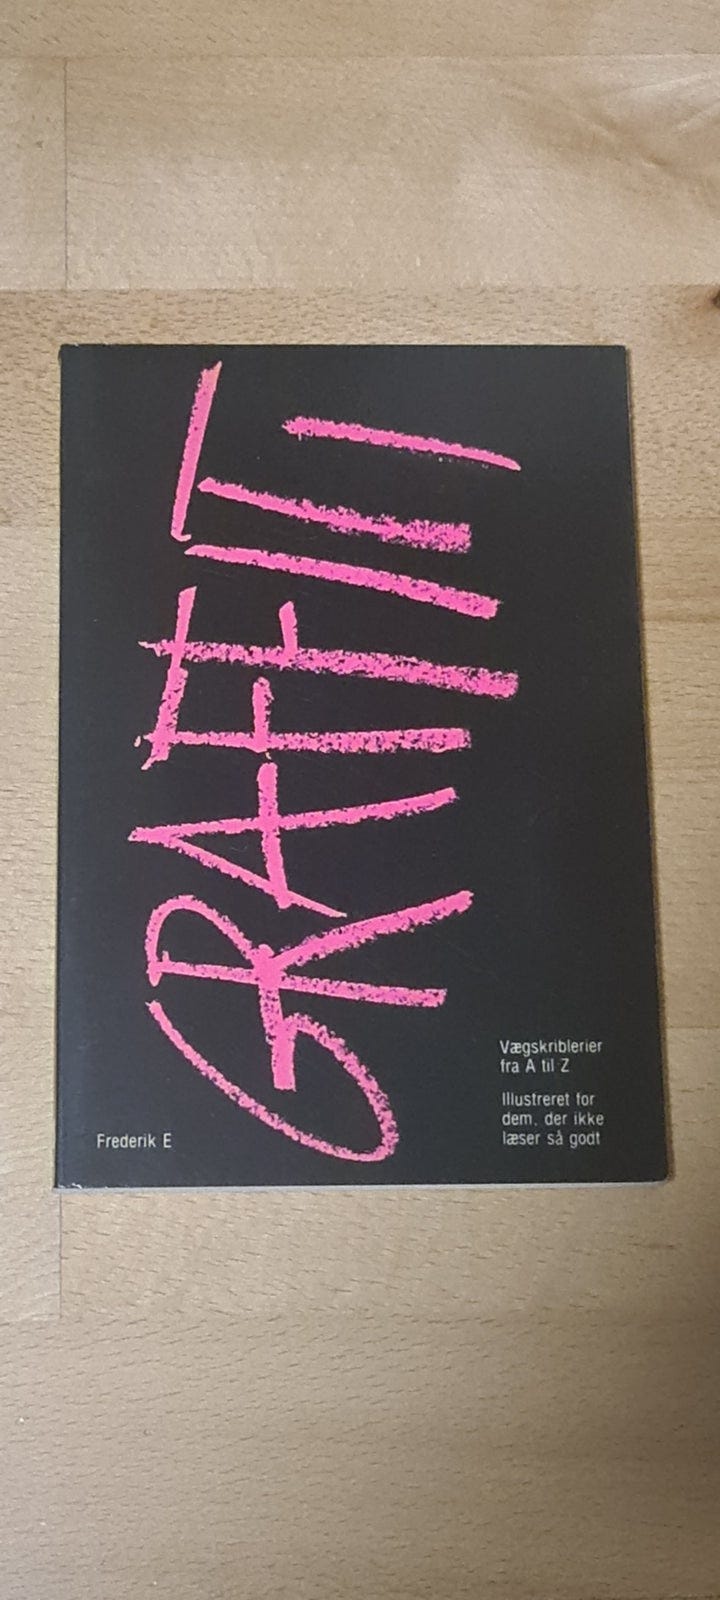 GRAFFITI
Frederik E
Vægskriblerier
fra A til Z
Illustreret for
dem, der ikke
læser så godt